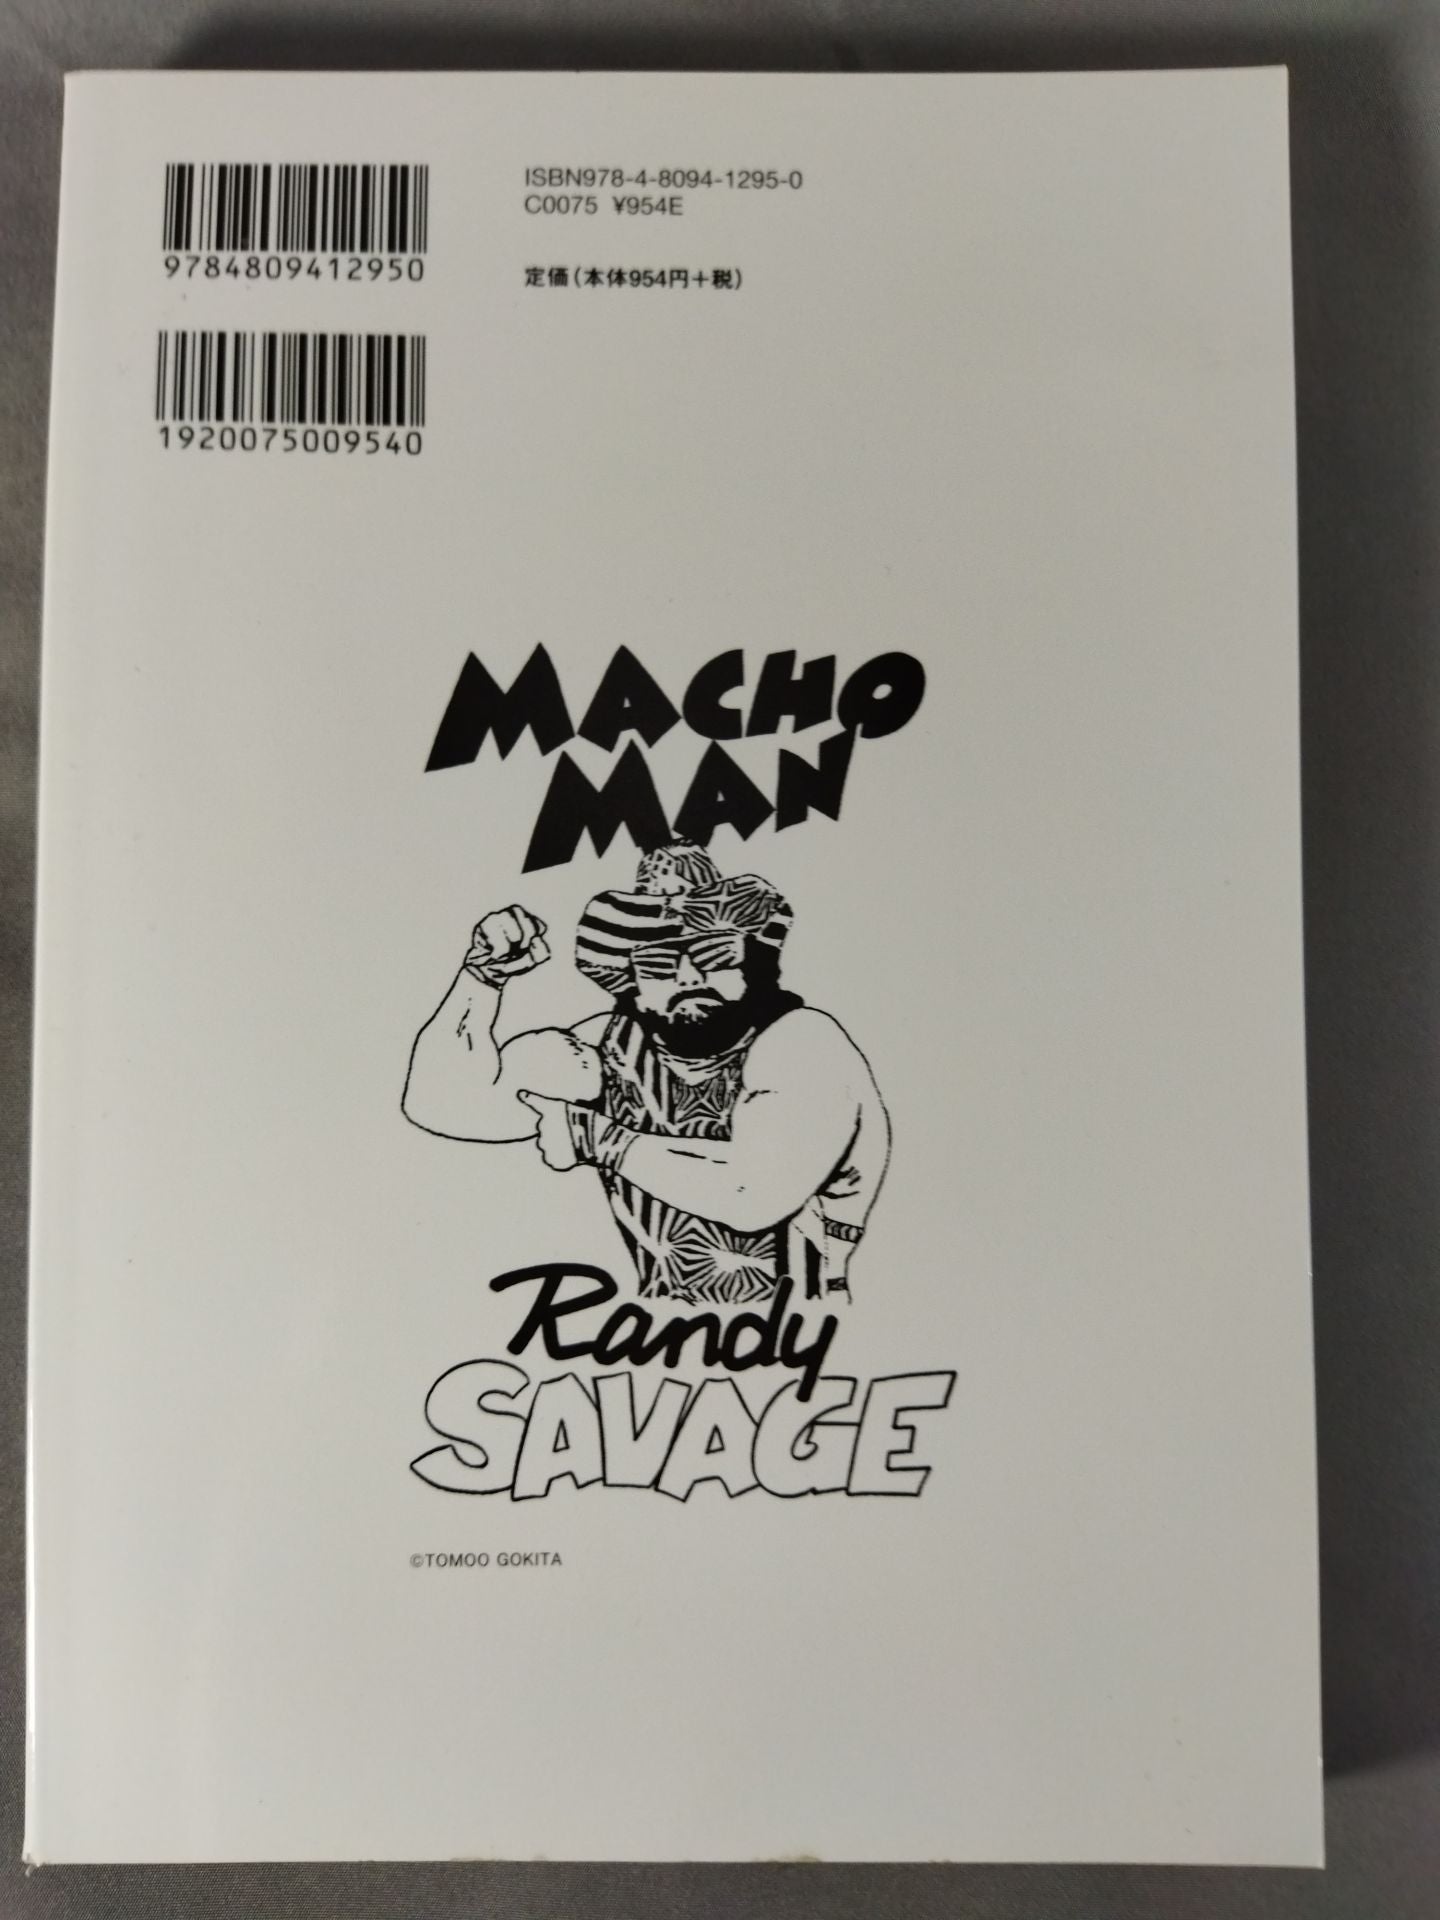 9784809412950
1920075009540
ISBN978-4-8094-1295-0
C0075 ¥954E
定価(本体954円+税)
MACHO
MAN
Randy
SAVAGE
©TOMOO GOKITA